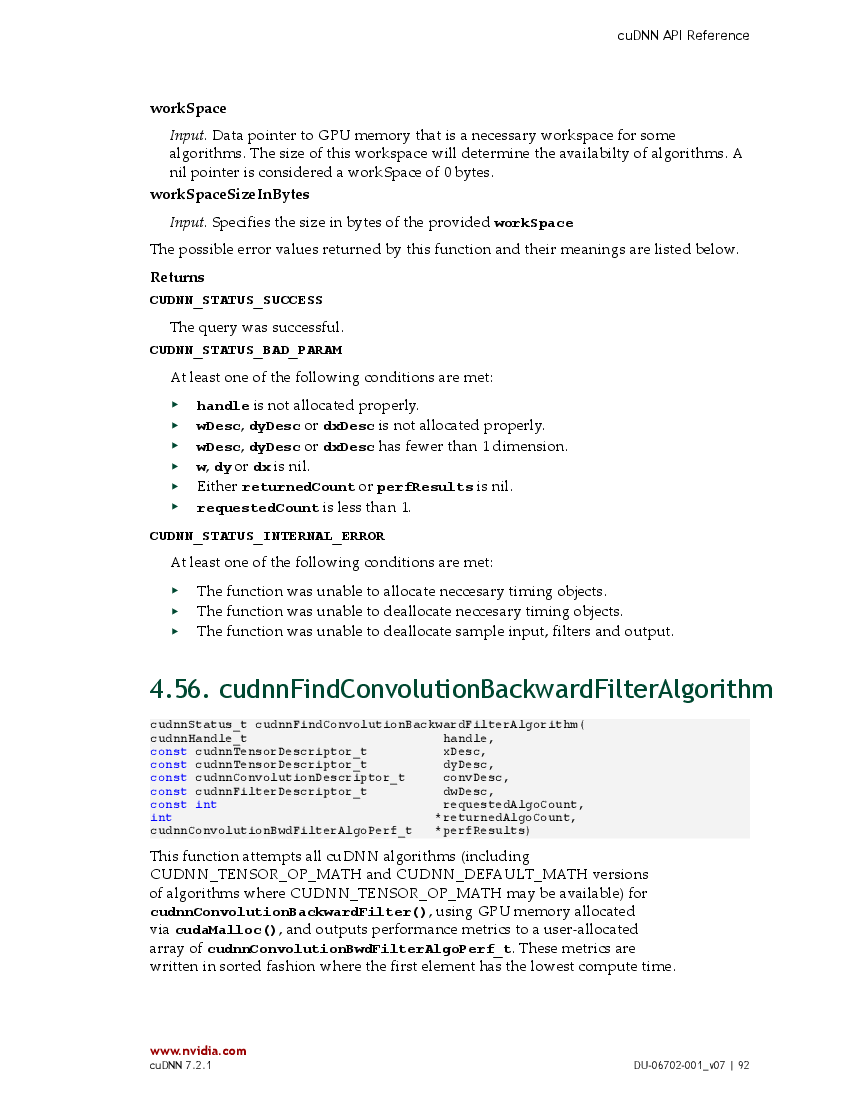 cuDNN API Reference
workSpace
Input. Data pointer to GPU memory that is a necessary workspace for some
algorithms. The size of this workspace will determine the availabilty of algorithms. A
nil pointer is considered a workSpace of 0 bytes.
workSpaceSizeInBytes
Input. Specifies the size in bytes of the provided workSpace
The possible error values returned by this function and their meanings are listed below.
Returns
CUDNN_STATUS_SUCCESS
The query was successful.
CUDNN_STATUS_BAD_PARAM
At least one of the following conditions are met:
▸ handle is not allocated properly.
▸ wDesc, dyDesc or dxDesc is not allocated properly.
▸ wDesc, dyDesc or dxDesc has fewer than 1 dimension.
▸ w, dy or dx is nil.
▸ Either returnedCount or perfResults is nil.
▸ requestedCount is less than 1.
CUDNN_STATUS_INTERNAL_ERROR
At least one of the following conditions are met:
▸ The function was unable to allocate neccesary timing objects.
▸ The function was unable to deallocate neccesary timing objects.
▸ The function was unable to deallocate sample input, filters and output.
4.56. cudnnFindConvolutionBackwardFilterAlgorithm
cudnnStatus_t cudnnFindConvolutionBackwardFilterAlgorithm(
cudnnHandle_t handle,
const cudnnTensorDescriptor_t xDesc,
const cudnnTensorDescriptor_t dyDesc,
const cudnnConvolutionDescriptor_t convDesc,
const cudnnFilterDescriptor_t dwDesc,
const int requestedAlgoCount,
int *returnedAlgoCount,
cudnnConvolutionBwdFilterAlgoPerf_t *perfResults)
This function attempts all cuDNN algorithms (including
CUDNN_TENSOR_OP_MATH and CUDNN_DEFAULT_MATH versions
of algorithms where CUDNN_TENSOR_OP_MATH may be available) for
cudnnConvolutionBackwardFilter(), using GPU memory allocated
via cudaMalloc(), and outputs performance metrics to a user-allocated
array of cudnnConvolutionBwdFilterAlgoPerf_t. These metrics are
written in sorted fashion where the first element has the lowest compute time.
www.nvidia.com
cuDNN 7.2.1 DU-06702-001_v07 | 92